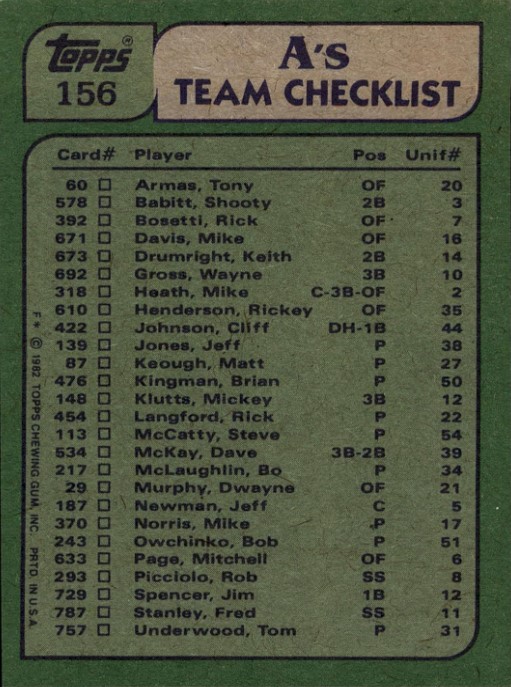 Topps®
156
A's
TEAM CHECKLIST
Card# Player Pos Unif#
60 Armas, Tony OF 20
578 Babitt, Shooty 2B 3
392 Bosetti, Rick OF 7
671 Davis, Mike OF 16
673 Drumright, Keith 2B 14
692 Gross, Wayne 3B 10
318 Heath, Mike C-3B-OF 2
610 Henderson, Rickey OF 35
422 Johnson, Cliff DH-1B 44
139 Jones, Jeff P 38
87 Keough, Matt P 27
476 Kingman, Brian P 50
148 Klutts, Mickey 3B 12
454 Langford, Rick P 22
113 McCatty, Steve P 54
534 McKay, Dave 3B-2B 39
217 McLaughlin, Bo P 34
29 Murphy, Dwayne OF 21
187 Newman, Jeff C 5
370 Norris, Mike P 17
243 Owchinko, Bob P 51
633 Page, Mitchell OF 6
293 Picciolo, Rob SS 8
729 Spencer, Jim 1B 12
787 Stanley, Fred SS 11
757 Underwood, Tom P 31
F * © 1982 TOPPS CHEWING GUM, INC. PRTD. IN U.S.A.